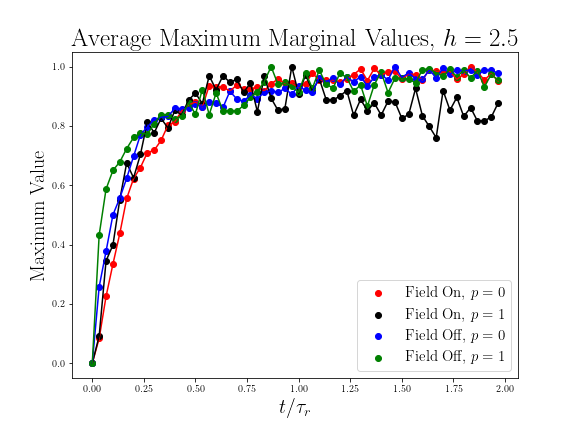 Average Maximum Marginal Values, h = 2.5
Maximum Value
1.0
0.8
0.6
0.4
0.2
0.0
Field On, p = 0
Field On, p = 1
Field Off, p = 0
Field Off, p = 1
0.00 0.25 0.50 0.75 1.00 1.25 1.50 1.75 2.00
t/τr